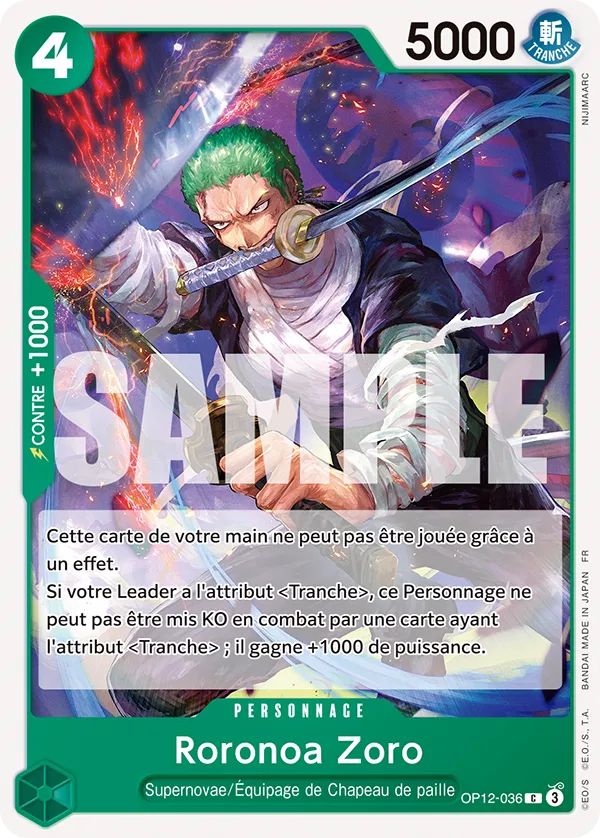 4
5000
斬
TRANCHE
NIJIMAARC
CONTRE +1000
SAMPLE
Cette carte de votre main ne peut pas être jouée grâce à
un effet.
Si votre Leader a l'attribut <Tranche>, ce Personnage ne
peut pas être mis KO en combat par une carte ayant
l'attribut <Tranche> ; il gagne +1000 de puissance.
PERSONNAGE
Roronoa Zoro
Supernovae/Équipage de Chapeau de paille
OP12-036 C 3
©E.O/S ©E.O./S., T.A. BANDAI MADE IN JAPAN FR